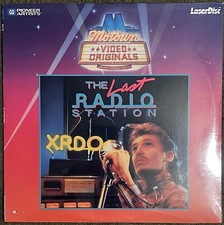 PIONEER
ARTISTS
LaserDisc
Motown
VIDEO
ORIGINALS
THE Last
RADIO
STATION
XRDO